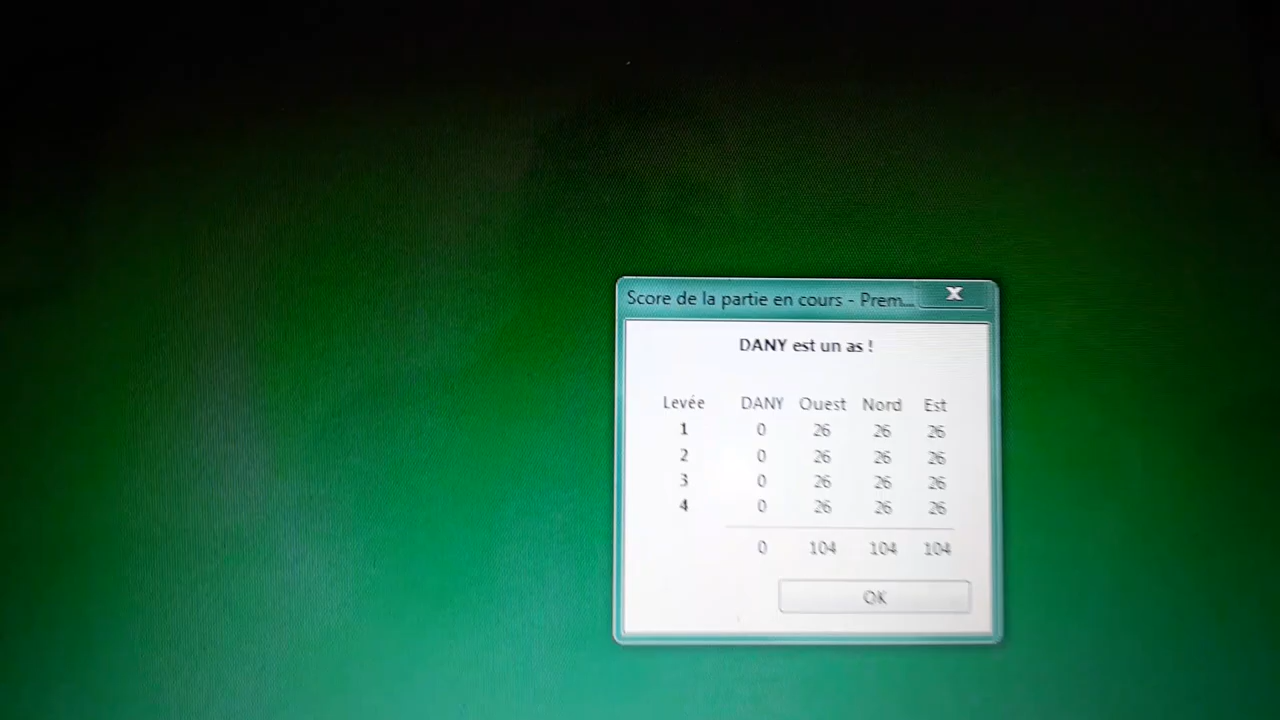 Score de la partie en cours - Prem...
X
DANY est un as !
Levée DANY Ouest Nord Est
1 0 26 26 26
2 0 26 26 26
3 0 26 26 26
4 0 26 26 26
0 104 104 104
OK